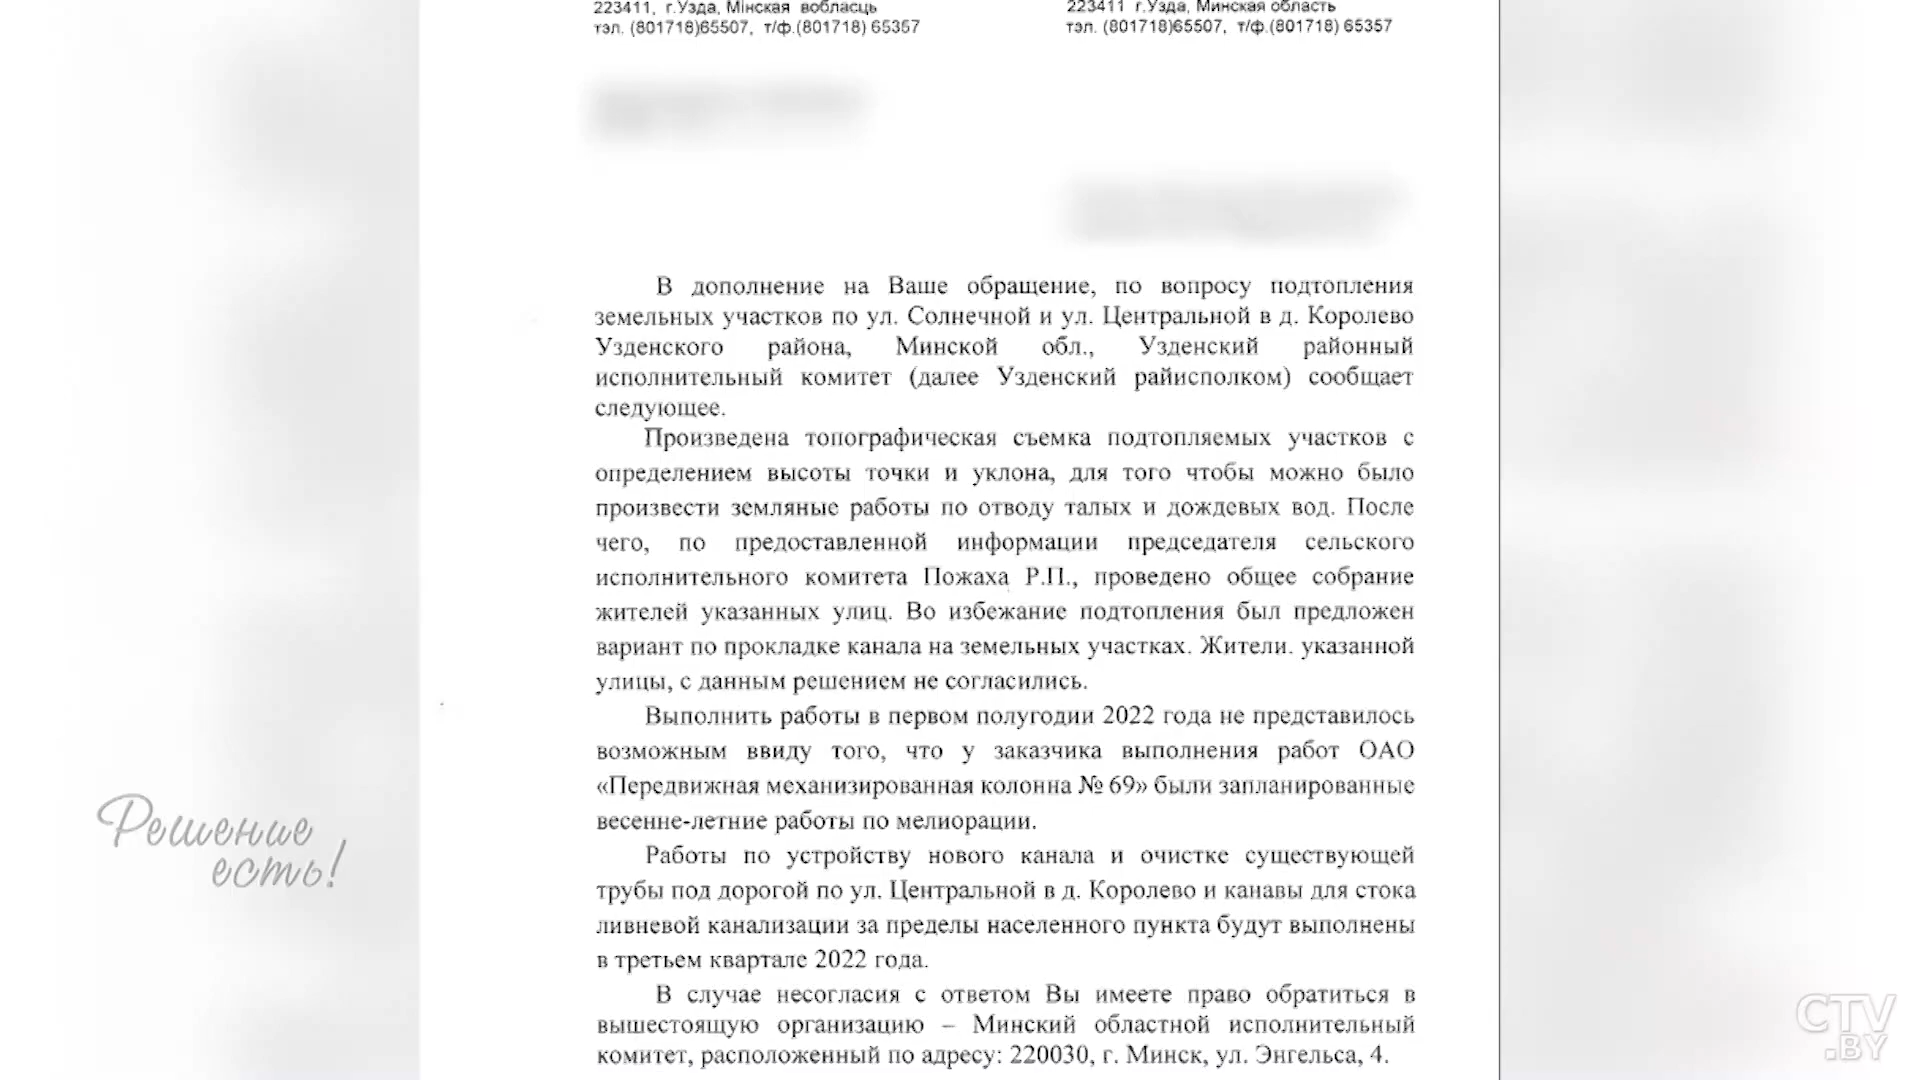 223411, г.Узда, Мінская вобласць
тэл. (801718)65507, т/ф.(801718) 65357
223411 г.Узда, Минская область
тэл. (801718)65507, т/ф.(801718) 65357
В дополнение на Ваше обращение, по вопросу подтопления
земельных участков по ул. Солнечной и ул. Центральной в д. Королево
Узденского района, Минской обл., Узденский районный
исполнительный комитет (далее Узденский райисполком) сообщает
следующее.
Произведена топографическая съемка подтопляемых участков с
определением высоты точки и уклона, для того чтобы можно было
произвести земляные работы по отводу талых и дождевых вод. После
чего, по предоставленной информации председателя сельского
исполнительного комитета Пожаха Р.П., проведено общее собрание
жителей указанных улиц. Во избежание подтопления был предложен
вариант по прокладке канала на земельных участках. Жители. указанной
улицы, с данным решением не согласились.
Выполнить работы в первом полугодии 2022 года не представилось
возможным ввиду того, что у заказчика выполнения работ ОАО
«Передвижная механизированная колонна № 69» были запланированные
весенне-летние работы по мелиорации.
Работы по устройству нового канала и очистке существующей
трубы под дорогой по ул. Центральной в д. Королево и канавы для стока
ливневой канализации за пределы населенного пункта будут выполнены
в третьем квартале 2022 года.
В случае несогласия с ответом Вы имеете право обратиться в
вышестоящую организацию – Минский областной исполнительный
комитет, расположенный по адресу: 220030, г. Минск, ул. Энгельса, 4.
Решение
есть!
CTV
.BY